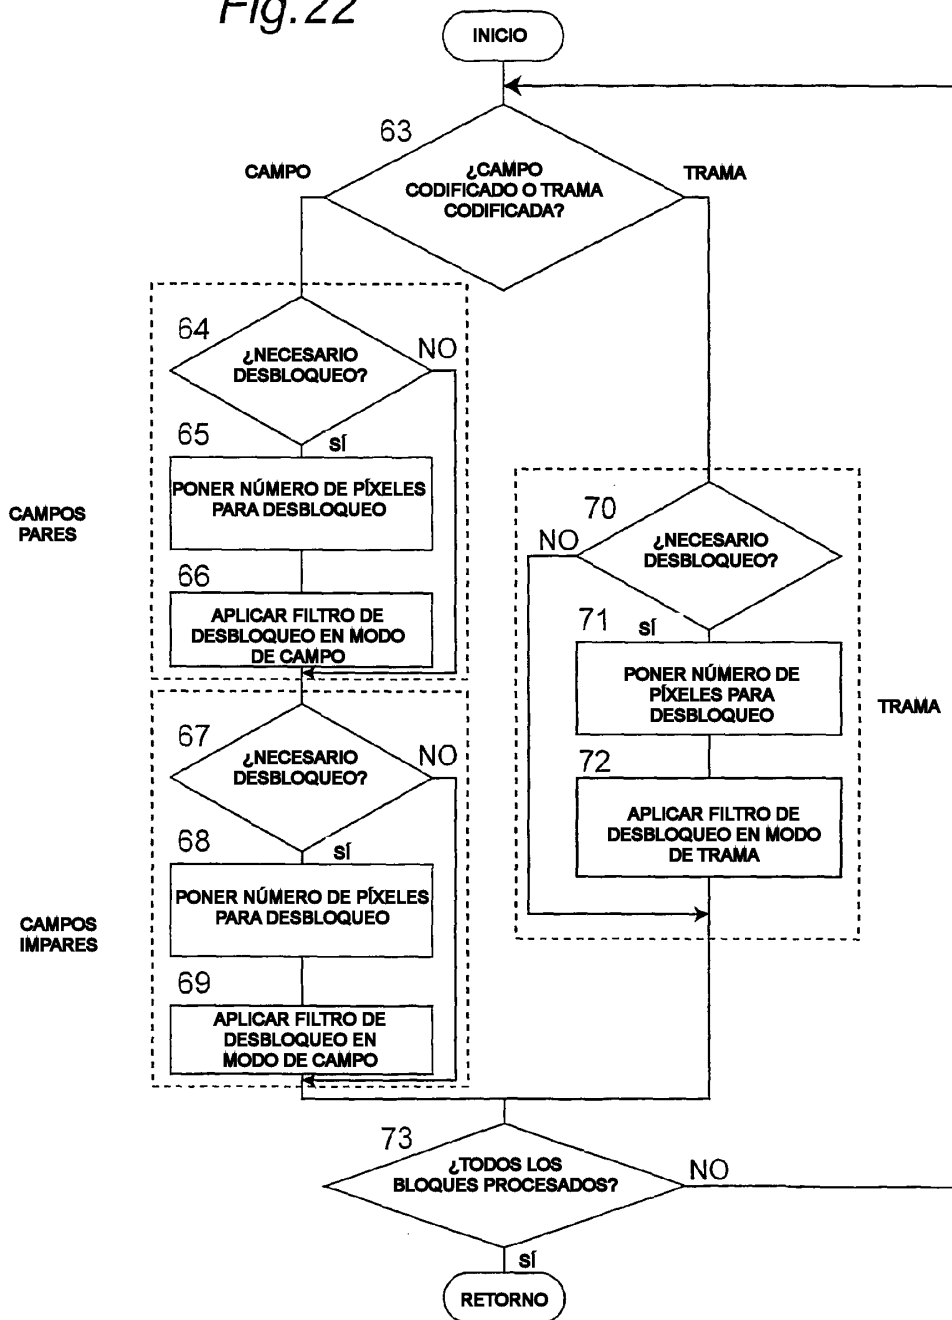 Fig.22
INICIO
63
CAMPO
¿CAMPO
CODIFICADO O TRAMA
CODIFICADA?
TRAMA
64
¿NECESARIO
DESBLOQUEO?
NO
SÍ
65
PONER NÚMERO DE PÍXELES
PARA DESBLOQUEO
CAMPOS
PARES
66
APLICAR FILTRO DE
DESBLOQUEO EN MODO
DE CAMPO
67
¿NECESARIO
DESBLOQUEO?
NO
SÍ
68
PONER NÚMERO DE PÍXELES
PARA DESBLOQUEO
CAMPOS
IMPARES
69
APLICAR FILTRO DE
DESBLOQUEO EN
MODO DE CAMPO
70
NO
¿NECESARIO
DESBLOQUEO?
71
SÍ
PONER NÚMERO DE
PÍXELES PARA
DESBLOQUEO
TRAMA
72
APLICAR FILTRO DE
DESBLOQUEO EN MODO
DE TRAMA
73
¿TODOS LOS
BLOQUES PROCESADOS?
NO
SÍ
RETORNO